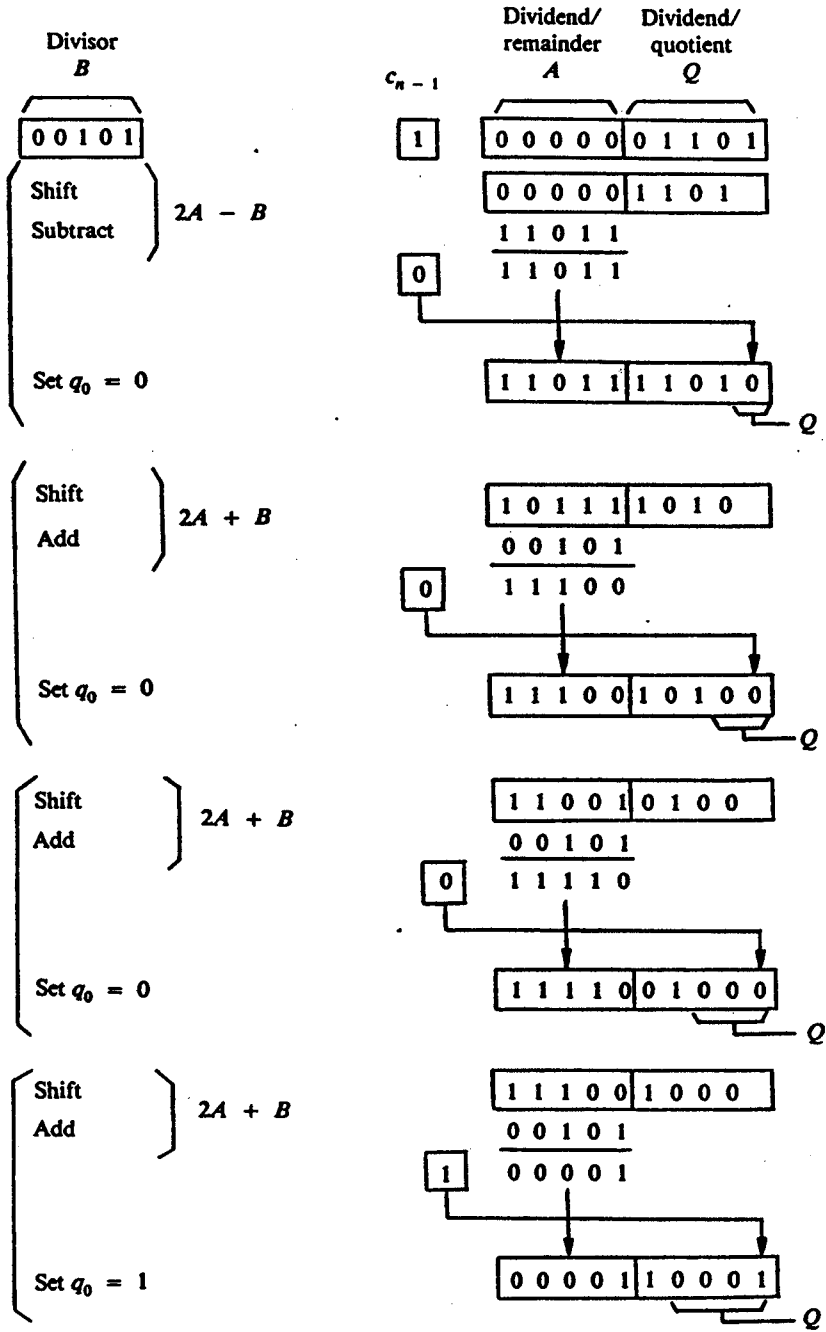 Divisor
B
c_{n - 1}
Dividend/
remainder
A
Dividend/
quotient
Q
0 0 1 0 1
1
0 0 0 0 0 0 1 1 0 1
Shift
Subtract
2A − B
0 0 0 0 0 1 1 0 1
1 1 0 1 1
0
1 1 0 1 1
Set q_0 = 0
1 1 0 1 1 1 1 0 1 0
Q
Shift
Add
2A + B
1 0 1 1 1 1 0 1 0
0 0 1 0 1
0
1 1 1 0 0
Set q_0 = 0
1 1 1 0 0 1 0 1 0 0
Q
Shift
Add
2A + B
1 1 0 0 1 0 1 0 0
0 0 1 0 1
0
1 1 1 1 0
Set q_0 = 0
1 1 1 1 0 0 1 0 0 0
Q
Shift
Add
2A + B
1 1 1 0 0 1 0 0 0
0 0 1 0 1
1
0 0 0 0 1
Set q_0 = 1
0 0 0 0 1 1 0 0 0 1
Q